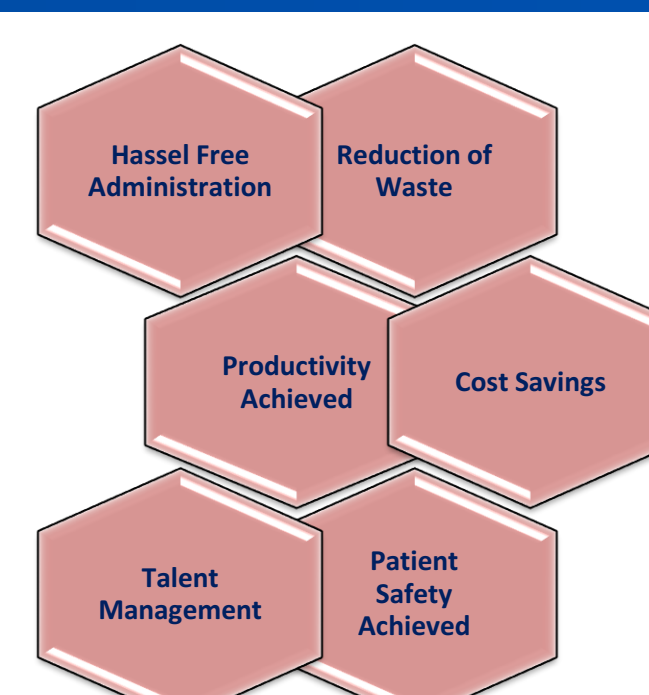 Hassel Free
Administration
Reduction of
Waste
Productivity
Achieved
Cost Savings
Talent
Management
Patient
Safety
Achieved